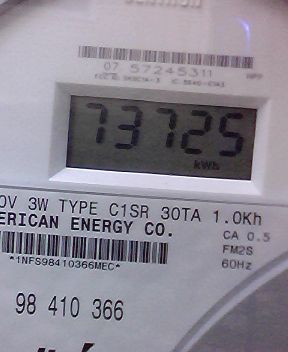 07 57245311
73725
kWh
0V 3W TYPE C1SR 30TA 1.0Kh
ERICAN ENERGY CO.
CA 0.5
FM2S
60Hz
*1NFS98410366MEC*
98 410 366